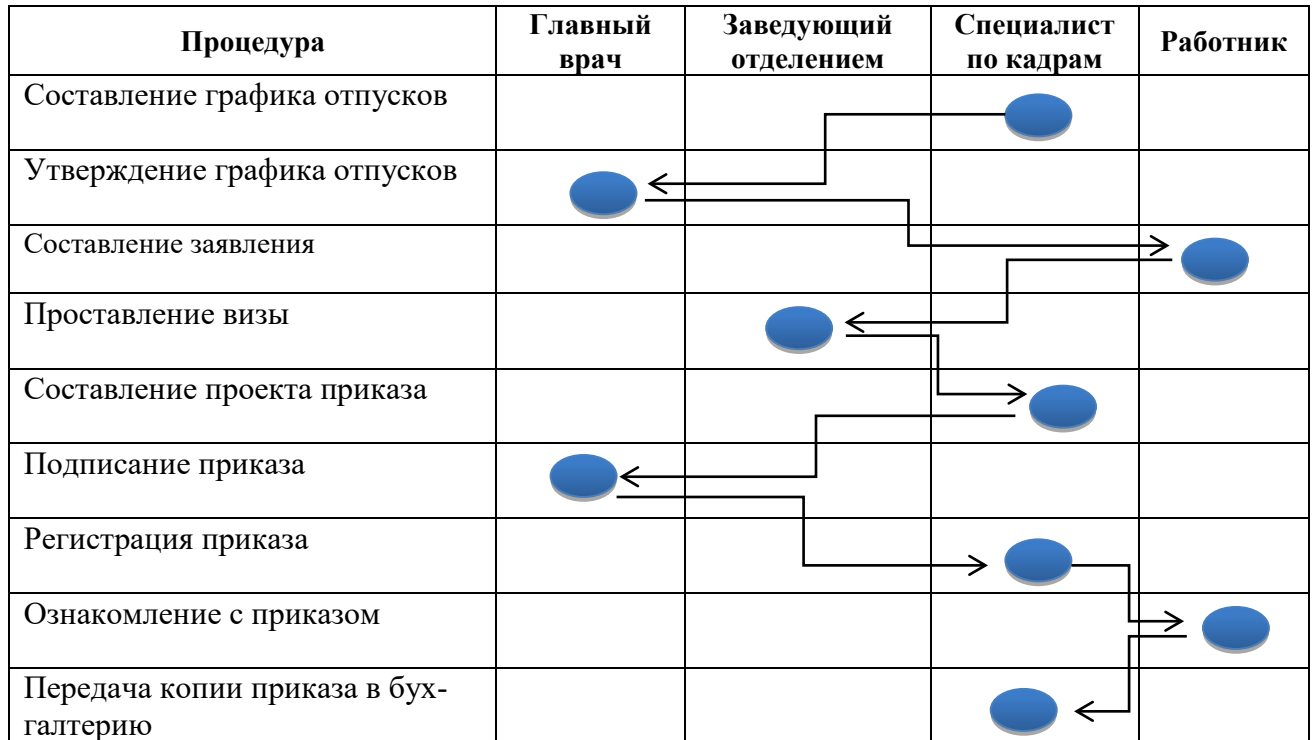 Процедура
Главный
врач
Заведующий
отделением
Специалист
по кадрам
Работник
Составление графика отпусков
Утверждение графика отпусков
Составление заявления
Проставление визы
Составление проекта приказа
Подписание приказа
Регистрация приказа
Ознакомление с приказом
Передача копии приказа в бух-
галтерию